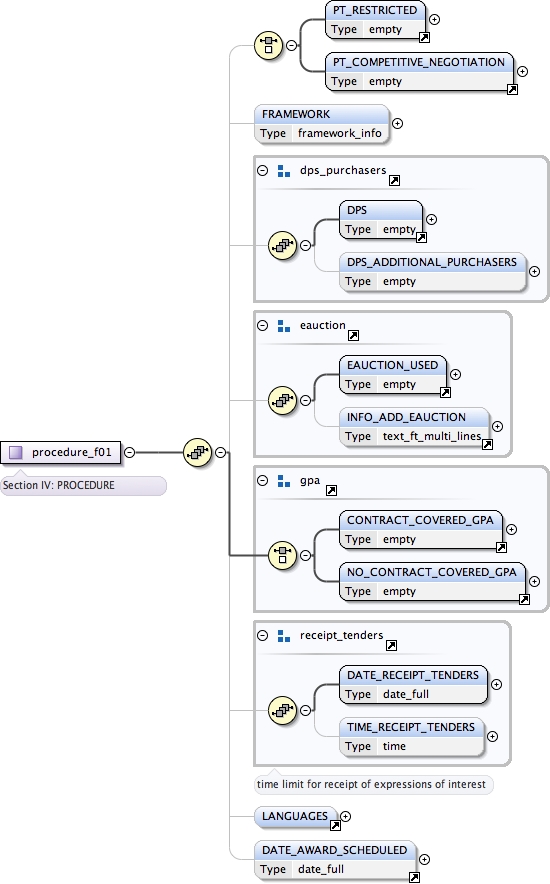 PT_RESTRICTED
Type empty
PT_COMPETITIVE_NEGOTIATION
Type empty
FRAMEWORK
Type framework_info
dps_purchasers
DPS
Type empty
DPS_ADDITIONAL_PURCHASERS
Type empty
eauction
EAUCTION_USED
Type empty
INFO_ADD_EAUCTION
Type text_ft_multi_lines
procedure_f01
Section IV: PROCEDURE
gpa
CONTRACT_COVERED_GPA
Type empty
NO_CONTRACT_COVERED_GPA
Type empty
receipt_tenders
DATE_RECEIPT_TENDERS
Type date_full
TIME_RECEIPT_TENDERS
Type time
time limit for receipt of expressions of interest
LANGUAGES
DATE_AWARD_SCHEDULED
Type date_full